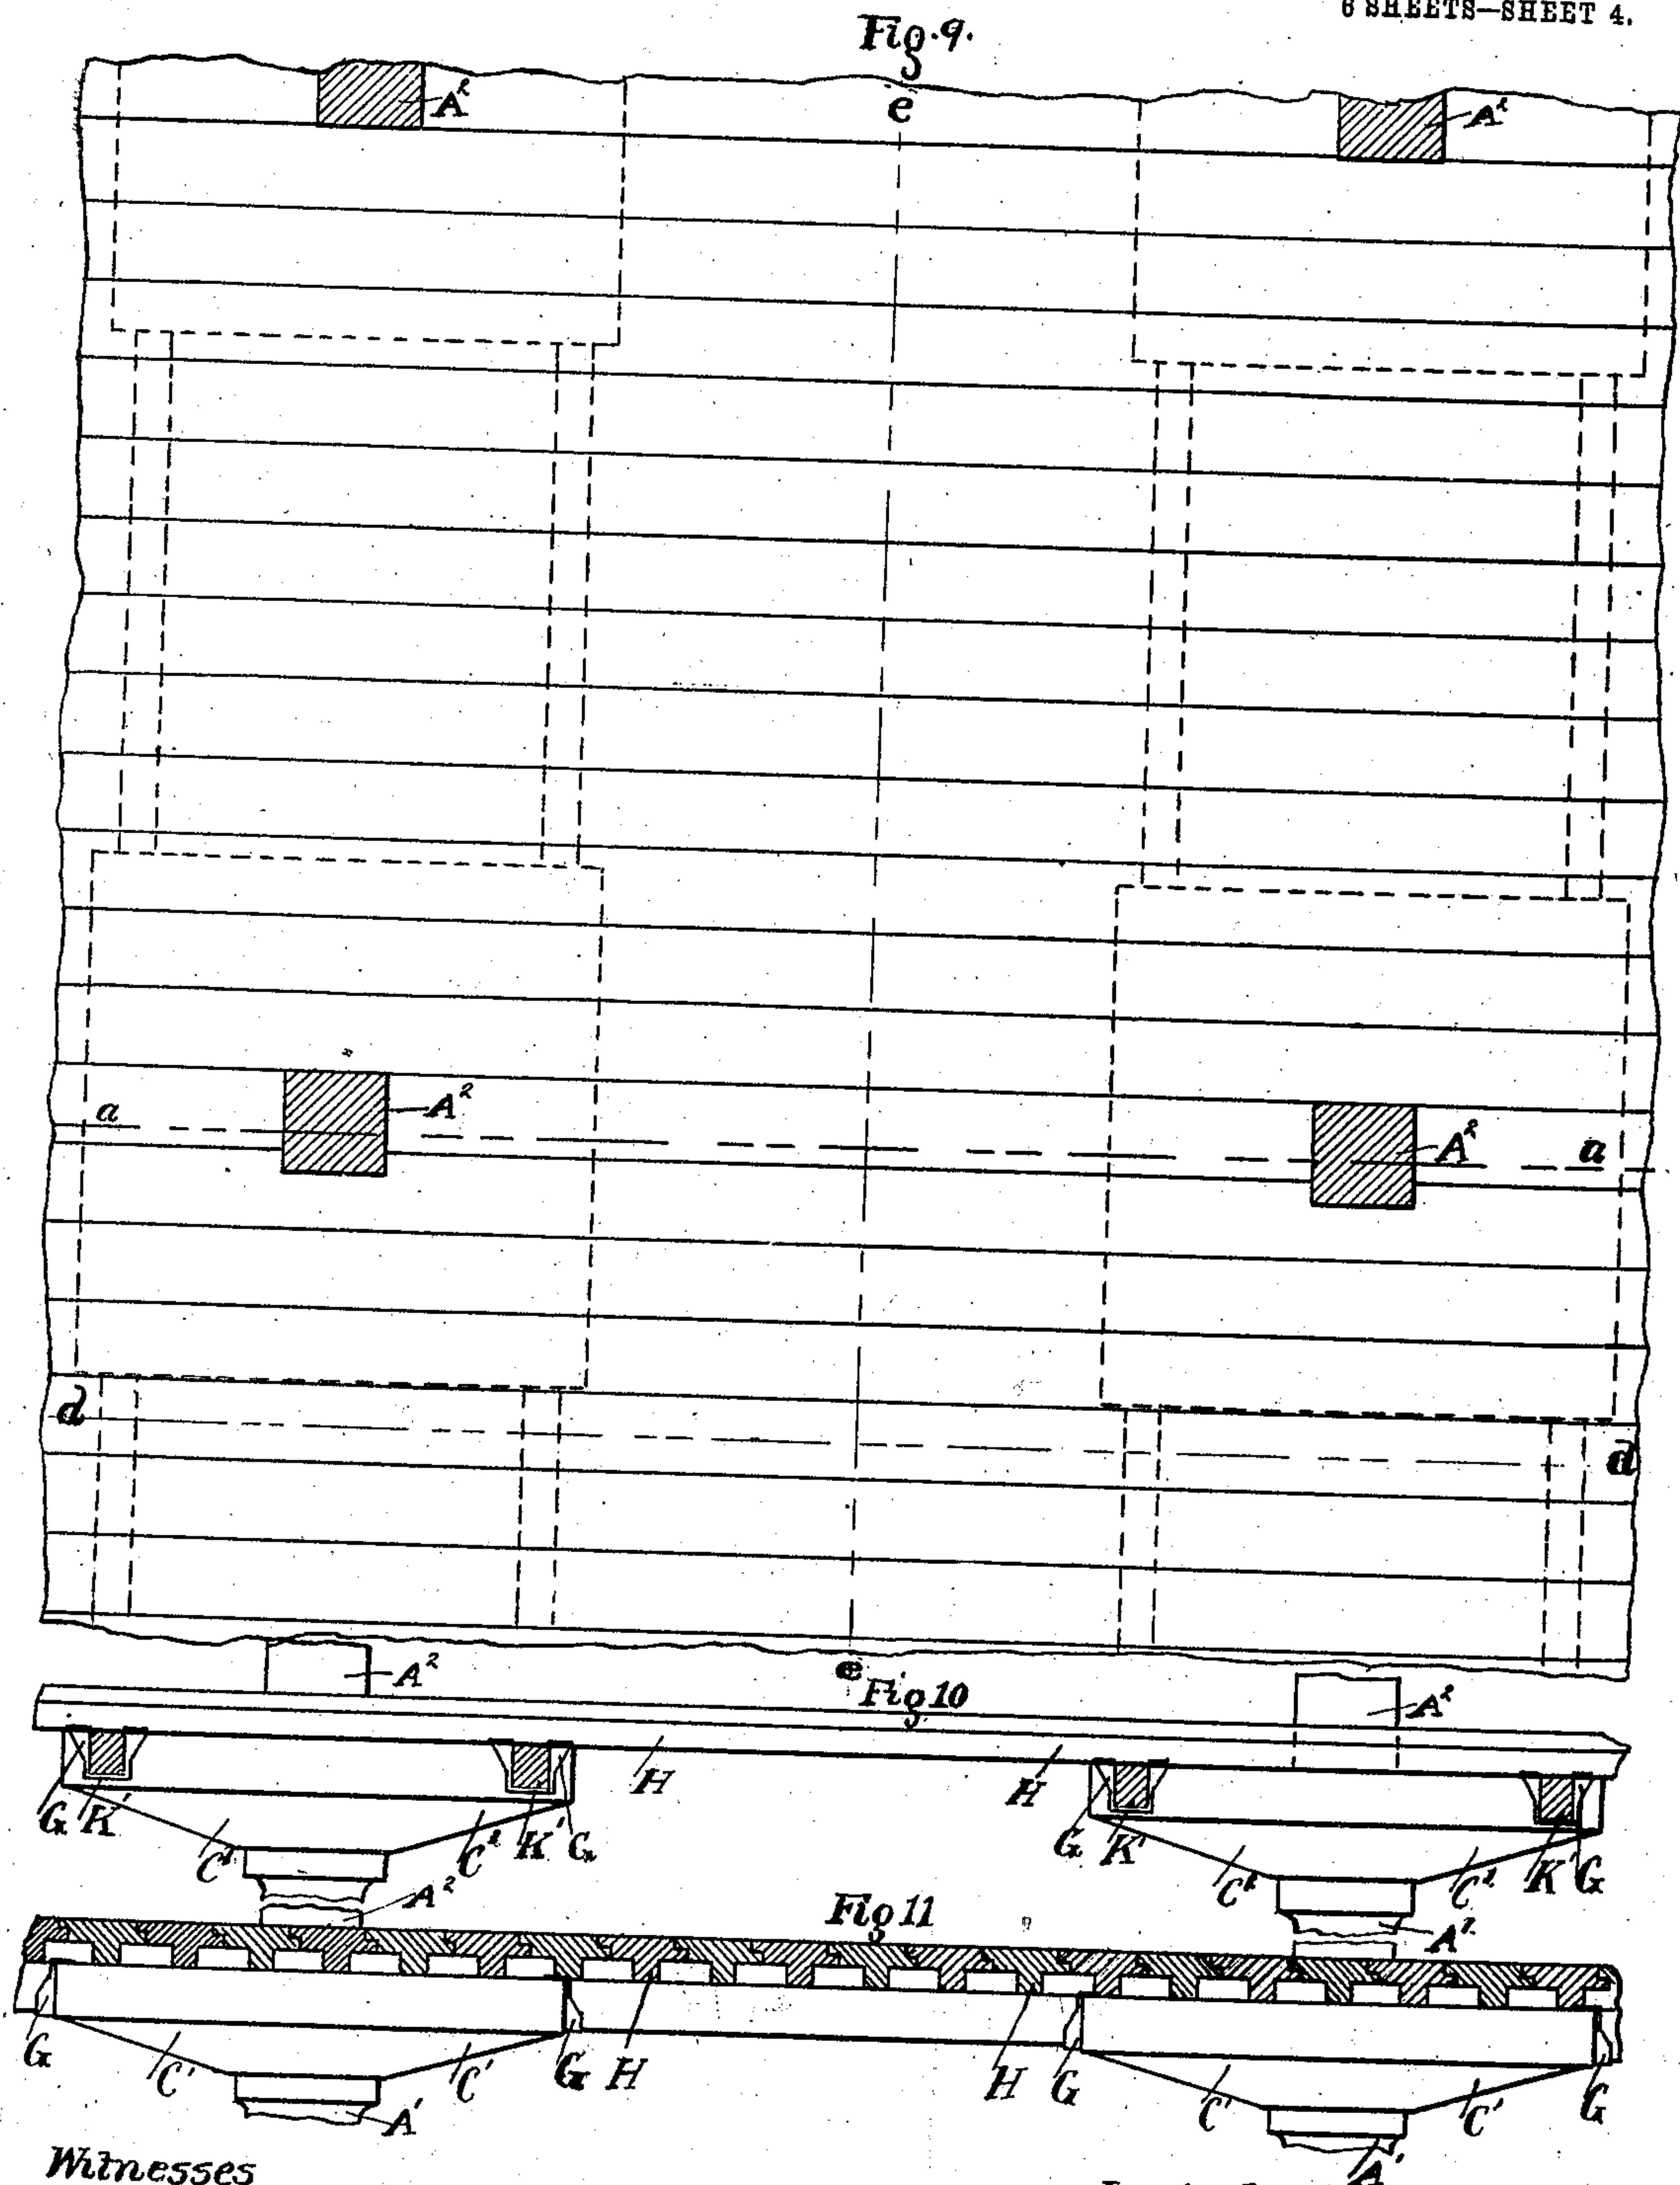 6 SHEETS—SHEET 4.
Fig. 9.
A²
e
A²
a
A²
A²
a
d
d
e
A²
Fig 10
A²
H
H
G K' C² C² K' G
G K' C² C² K' G
A²
Fig 11
A²
G C' C' G H H G C' C' G
A'
A'
Witnesses